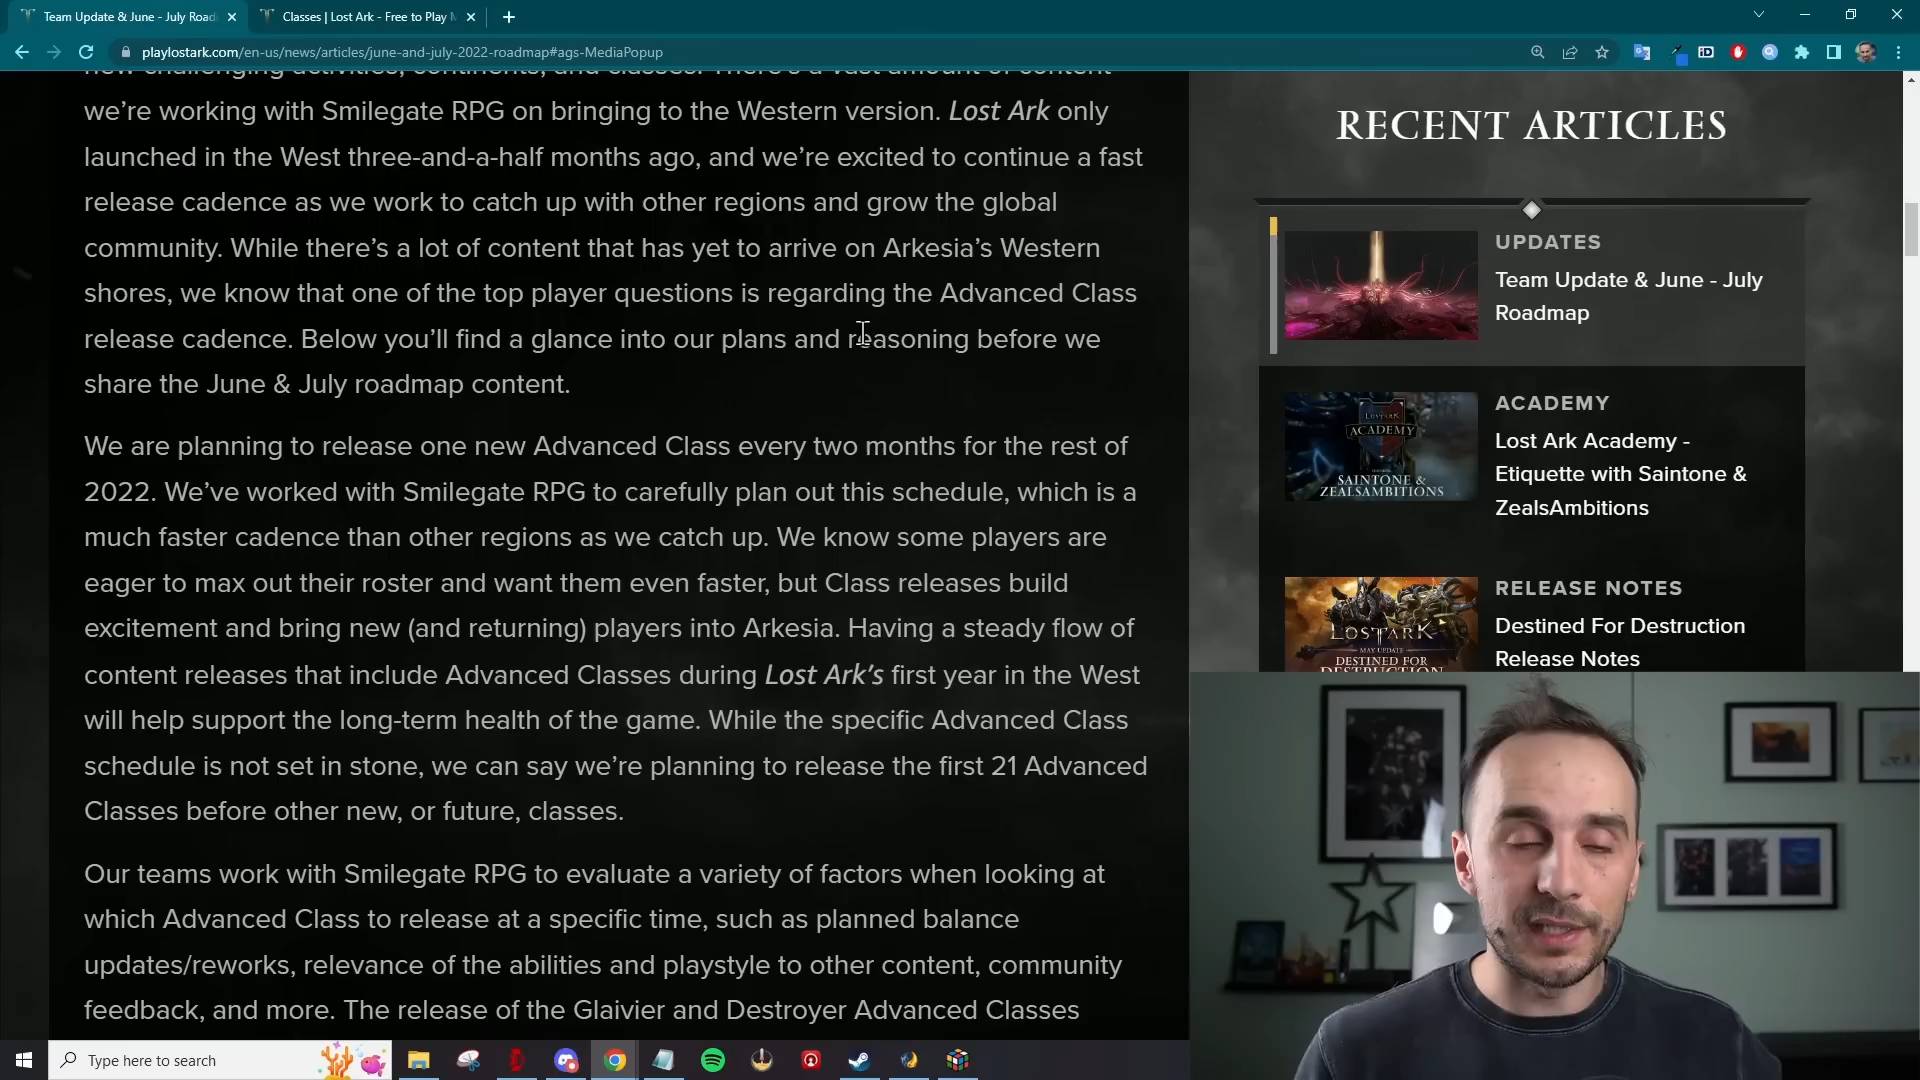 Team Update & June - July Road
Classes | Lost Ark - Free to Play M
playlostark.com/en-us/news/articles/june-and-july-2022-roadmap#ags-MediaPopup
new challenging activities, continents, and classes. There's a vast amount of content
we're working with Smilegate RPG on bringing to the Western version. Lost Ark only
launched in the West three-and-a-half months ago, and we're excited to continue a fast
release cadence as we work to catch up with other regions and grow the global
community. While there's a lot of content that has yet to arrive on Arkesia's Western
shores, we know that one of the top player questions is regarding the Advanced Class
release cadence. Below you'll find a glance into our plans and reasoning before we
share the June & July roadmap content.
We are planning to release one new Advanced Class every two months for the rest of
2022. We've worked with Smilegate RPG to carefully plan out this schedule, which is a
much faster cadence than other regions as we catch up. We know some players are
eager to max out their roster and want them even faster, but Class releases build
excitement and bring new (and returning) players into Arkesia. Having a steady flow of
content releases that include Advanced Classes during Lost Ark's first year in the West
will help support the long-term health of the game. While the specific Advanced Class
schedule is not set in stone, we can say we're planning to release the first 21 Advanced
Classes before other new, or future, classes.
Our teams work with Smilegate RPG to evaluate a variety of factors when looking at
which Advanced Class to release at a specific time, such as planned balance
updates/reworks, relevance of the abilities and playstyle to other content, community
feedback, and more. The release of the Glaivier and Destroyer Advanced Classes
RECENT ARTICLES
UPDATES
Team Update & June - July
Roadmap
LOST ARK
ACADEMY
SAINTONE &
ZEALSAMBITIONS
ACADEMY
Lost Ark Academy -
Etiquette with Saintone &
ZealsAmbitions
LOST ARK
MAY UPDATE
DESTINED FOR
DESTRUCTION
RELEASE NOTES
Destined For Destruction
Release Notes
Type here to search